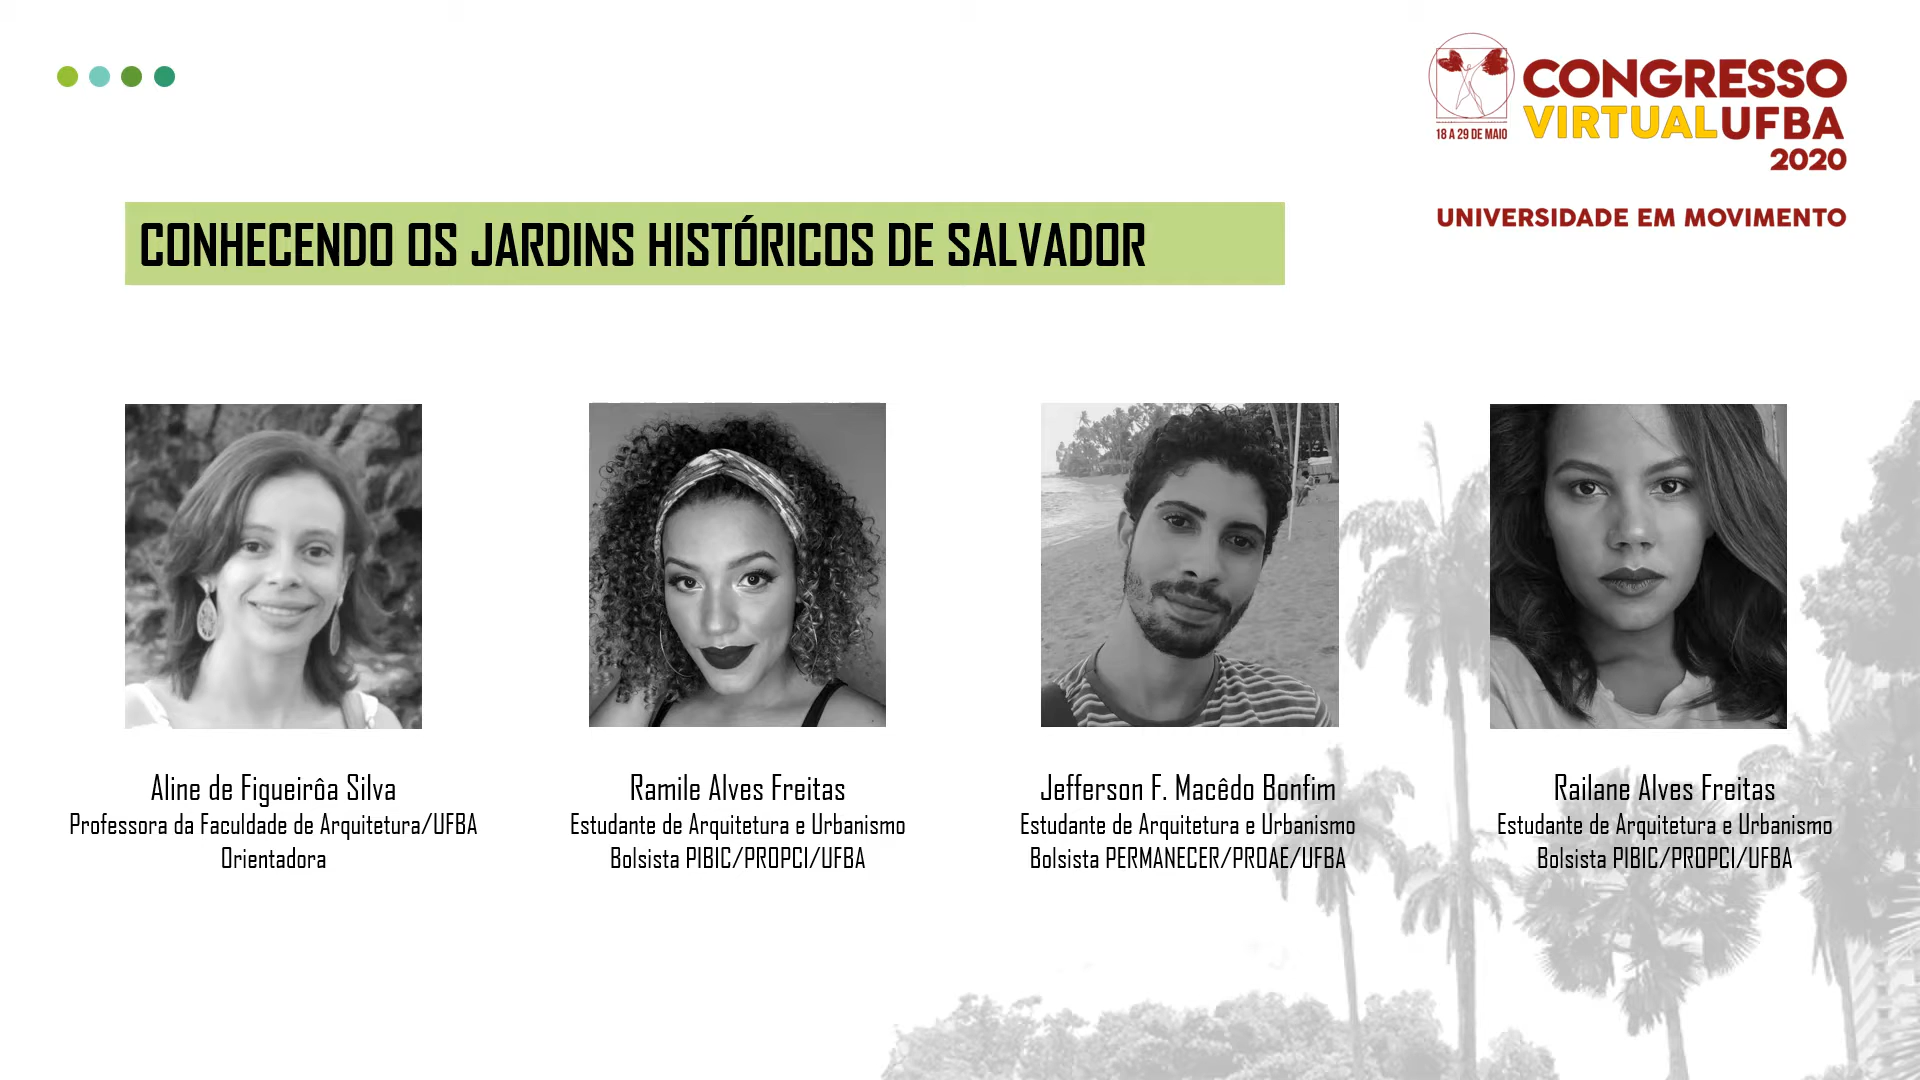 CONGRESSO
VIRTUALUFBA
18 A 29 DE MAIO
2020
UNIVERSIDADE EM MOVIMENTO
CONHECENDO OS JARDINS HISTÓRICOS DE SALVADOR
Aline de Figueirôa Silva
Professora da Faculdade de Arquitetura/UFBA
Orientadora
Ramile Alves Freitas
Estudante de Arquitetura e Urbanismo
Bolsista PIBIC/PROPCI/UFBA
Jefferson F. Macêdo Bonfim
Estudante de Arquitetura e Urbanismo
Bolsista PERMANECER/PROAE/UFBA
Railane Alves Freitas
Estudante de Arquitetura e Urbanismo
Bolsista PIBIC/PROPCI/UFBA